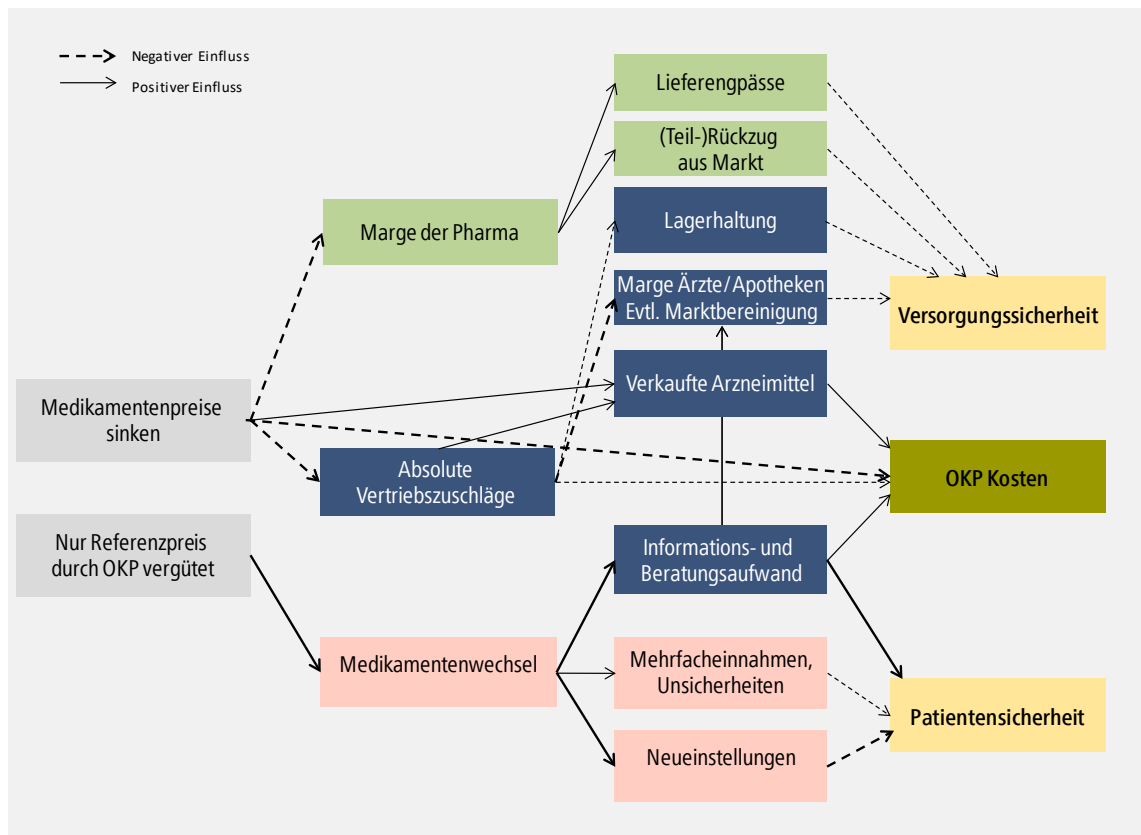 Negativer Einfluss
Positiver Einfluss
Lieferengpässe
(Teil-)Rückzug
aus Markt
Lagerhaltung
Marge der Pharma
Marge Ärzte/Apotheken
Evtl. Marktbereinigung
Versorgungssicherheit
Verkaufte Arzneimittel
Medikamentenpreise
sinken
Absolute
Vertriebszuschläge
OKP Kosten
Nur Referenzpreis
durch OKP vergütet
Informations- und
Beratungsaufwand
Medikamentenwechsel
Mehrfacheinnahmen,
Unsicherheiten
Patientensicherheit
Neueinstellungen